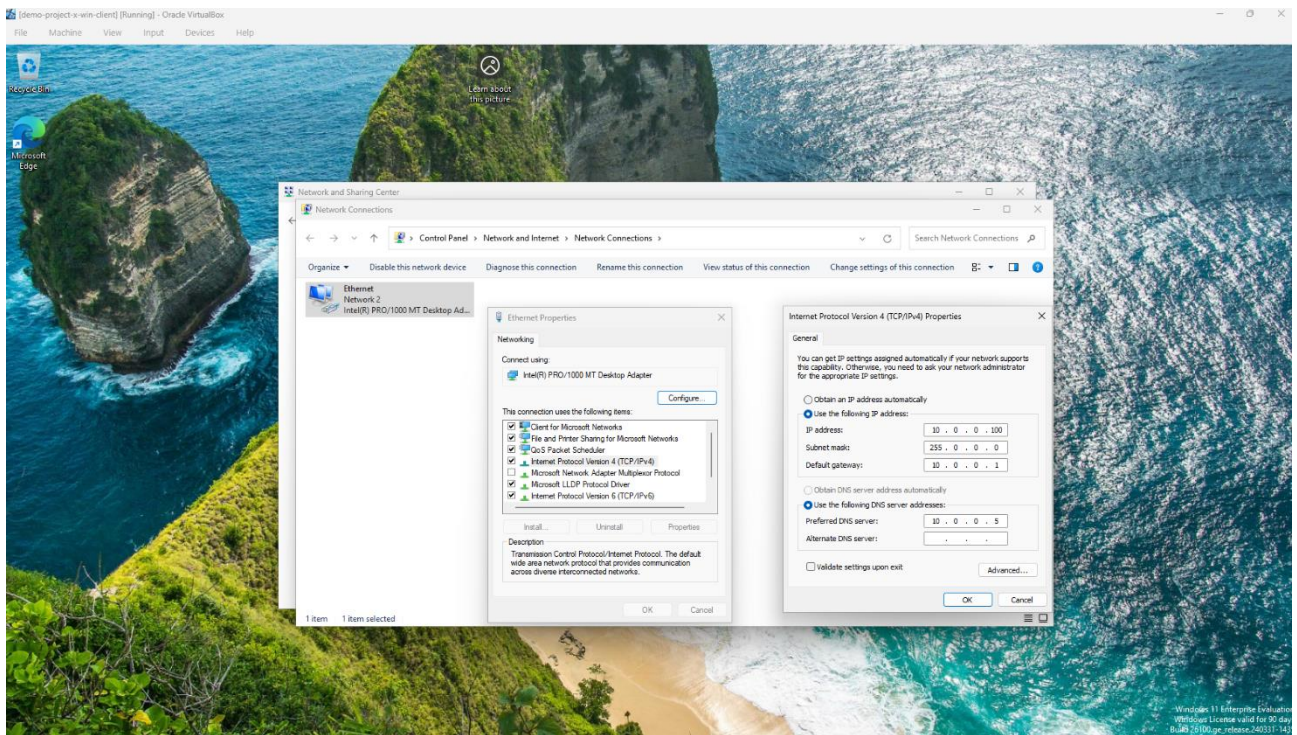 [demo-project-x-win-client] [Running] - Oracle VirtualBox
File Machine View Input Devices Help
Recycle Bin
Learn about
this picture
Microsoft
Edge
Network and Sharing Center
Network Connections
Control Panel > Network and Internet > Network Connections >
Search Network Connections
Organize Disable this network device Diagnose this connection Rename this connection View status of this connection Change settings of this connection
Ethernet
Network 2
Intel(R) PRO/1000 MT Desktop Ad...
Ethernet Properties
Networking
Connect using:
Intel(R) PRO/1000 MT Desktop Adapter
Configure...
This connection uses the following items:
Client for Microsoft Networks
File and Printer Sharing for Microsoft Networks
QoS Packet Scheduler
Internet Protocol Version 4 (TCP/IPv4)
Microsoft Network Adapter Multiplexor Protocol
Microsoft LLDP Protocol Driver
Internet Protocol Version 6 (TCP/IPv6)
Install... Uninstall Properties
Description
Transmission Control Protocol/Internet Protocol. The default
wide area network protocol that provides communication
across diverse interconnected networks.
OK Cancel
Internet Protocol Version 4 (TCP/IPv4) Properties
General
You can get IP settings assigned automatically if your network supports
this capability. Otherwise, you need to ask your network administrator
for the appropriate IP settings.
Obtain an IP address automatically
Use the following IP address:
IP address: 10 . 0 . 0 . 100
Subnet mask: 255 . 0 . 0 . 0
Default gateway: 10 . 0 . 0 . 1
Obtain DNS server address automatically
Use the following DNS server addresses:
Preferred DNS server: 10 . 0 . 0 . 5
Alternate DNS server: . . .
Validate settings upon exit
Advanced...
OK Cancel
1 item 1 item selected
Windows 11 Enterprise Evaluation
Windows License valid for 90 day
Build 26100.ge_release.240331-143